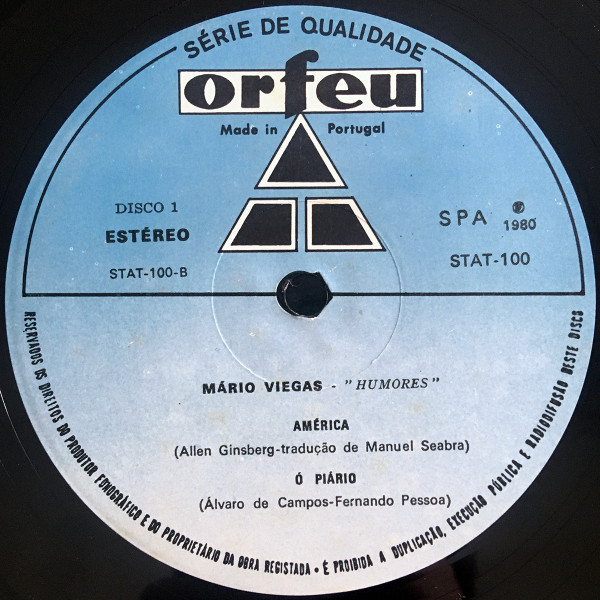 SÉRIE DE QUALIDADE
orfeu
Made in Portugal
DISCO 1
ESTÉREO
STAT-100-B
SPA ℗ 1980
STAT-100
MÁRIO VIEGAS - "HUMORES"
AMÉRICA
(Allen Ginsberg-tradução de Manuel Seabra)
Ó PIÁRIO
(Álvaro de Campos-Fernando Pessoa)
RESERVADOS OS DIREITOS DO PRODUTOR FONOGRÁFICO E DO PROPRIETÁRIO DA OBRA REGISTADA • É PROIBIDA A DUPLICAÇÃO, EXECUÇÃO PÚBLICA E RADIODIFUSÃO DESTE DISCO